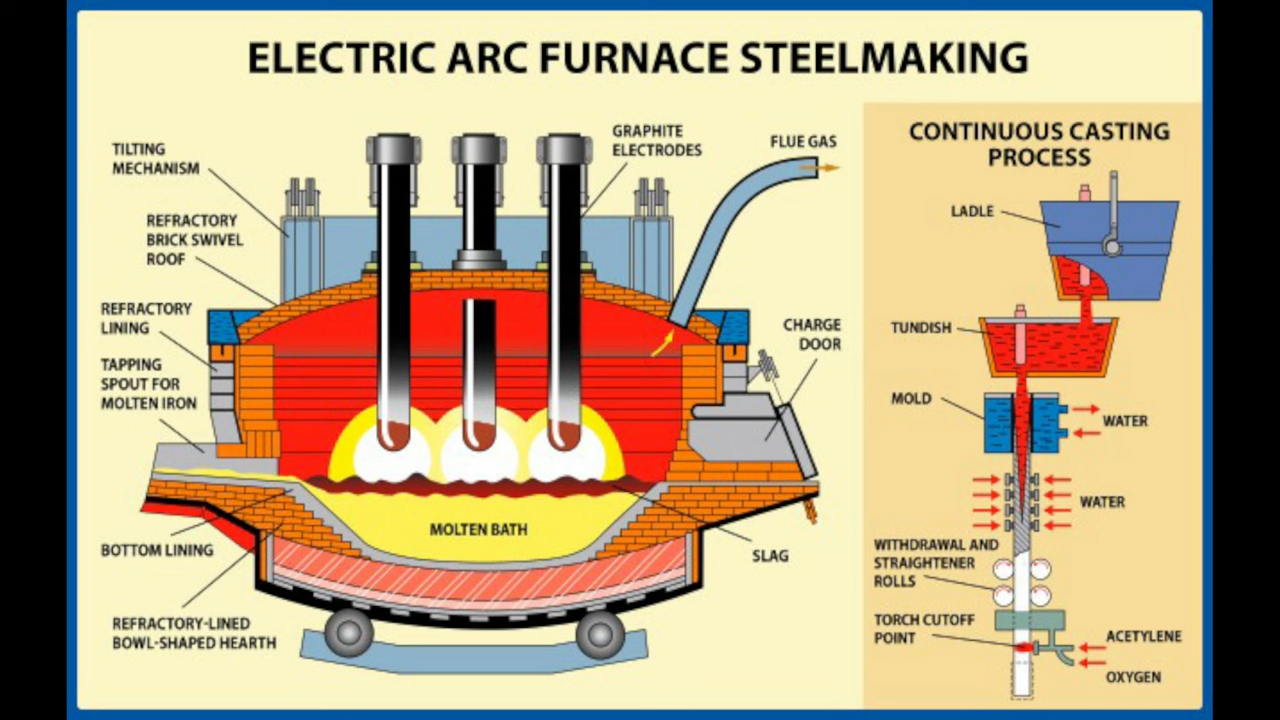 ELECTRIC ARC FURNACE STEELMAKING
TILTING
MECHANISM
REFRACTORY
BRICK SWIVEL
ROOF
REFRACTORY
LINING
TAPPING
SPOUT FOR
MOLTEN IRON
BOTTOM LINING
REFRACTORY-LINED
BOWL-SHAPED HEARTH
GRAPHITE
ELECTRODES
FLUE GAS
CHARGE
DOOR
MOLTEN BATH
SLAG
CONTINUOUS CASTING
PROCESS
LADLE
TUNDISH
MOLD
WATER
WATER
WITHDRAWAL AND
STRAIGHTENER
ROLLS
TORCH CUTOFF
POINT
ACETYLENE
OXYGEN